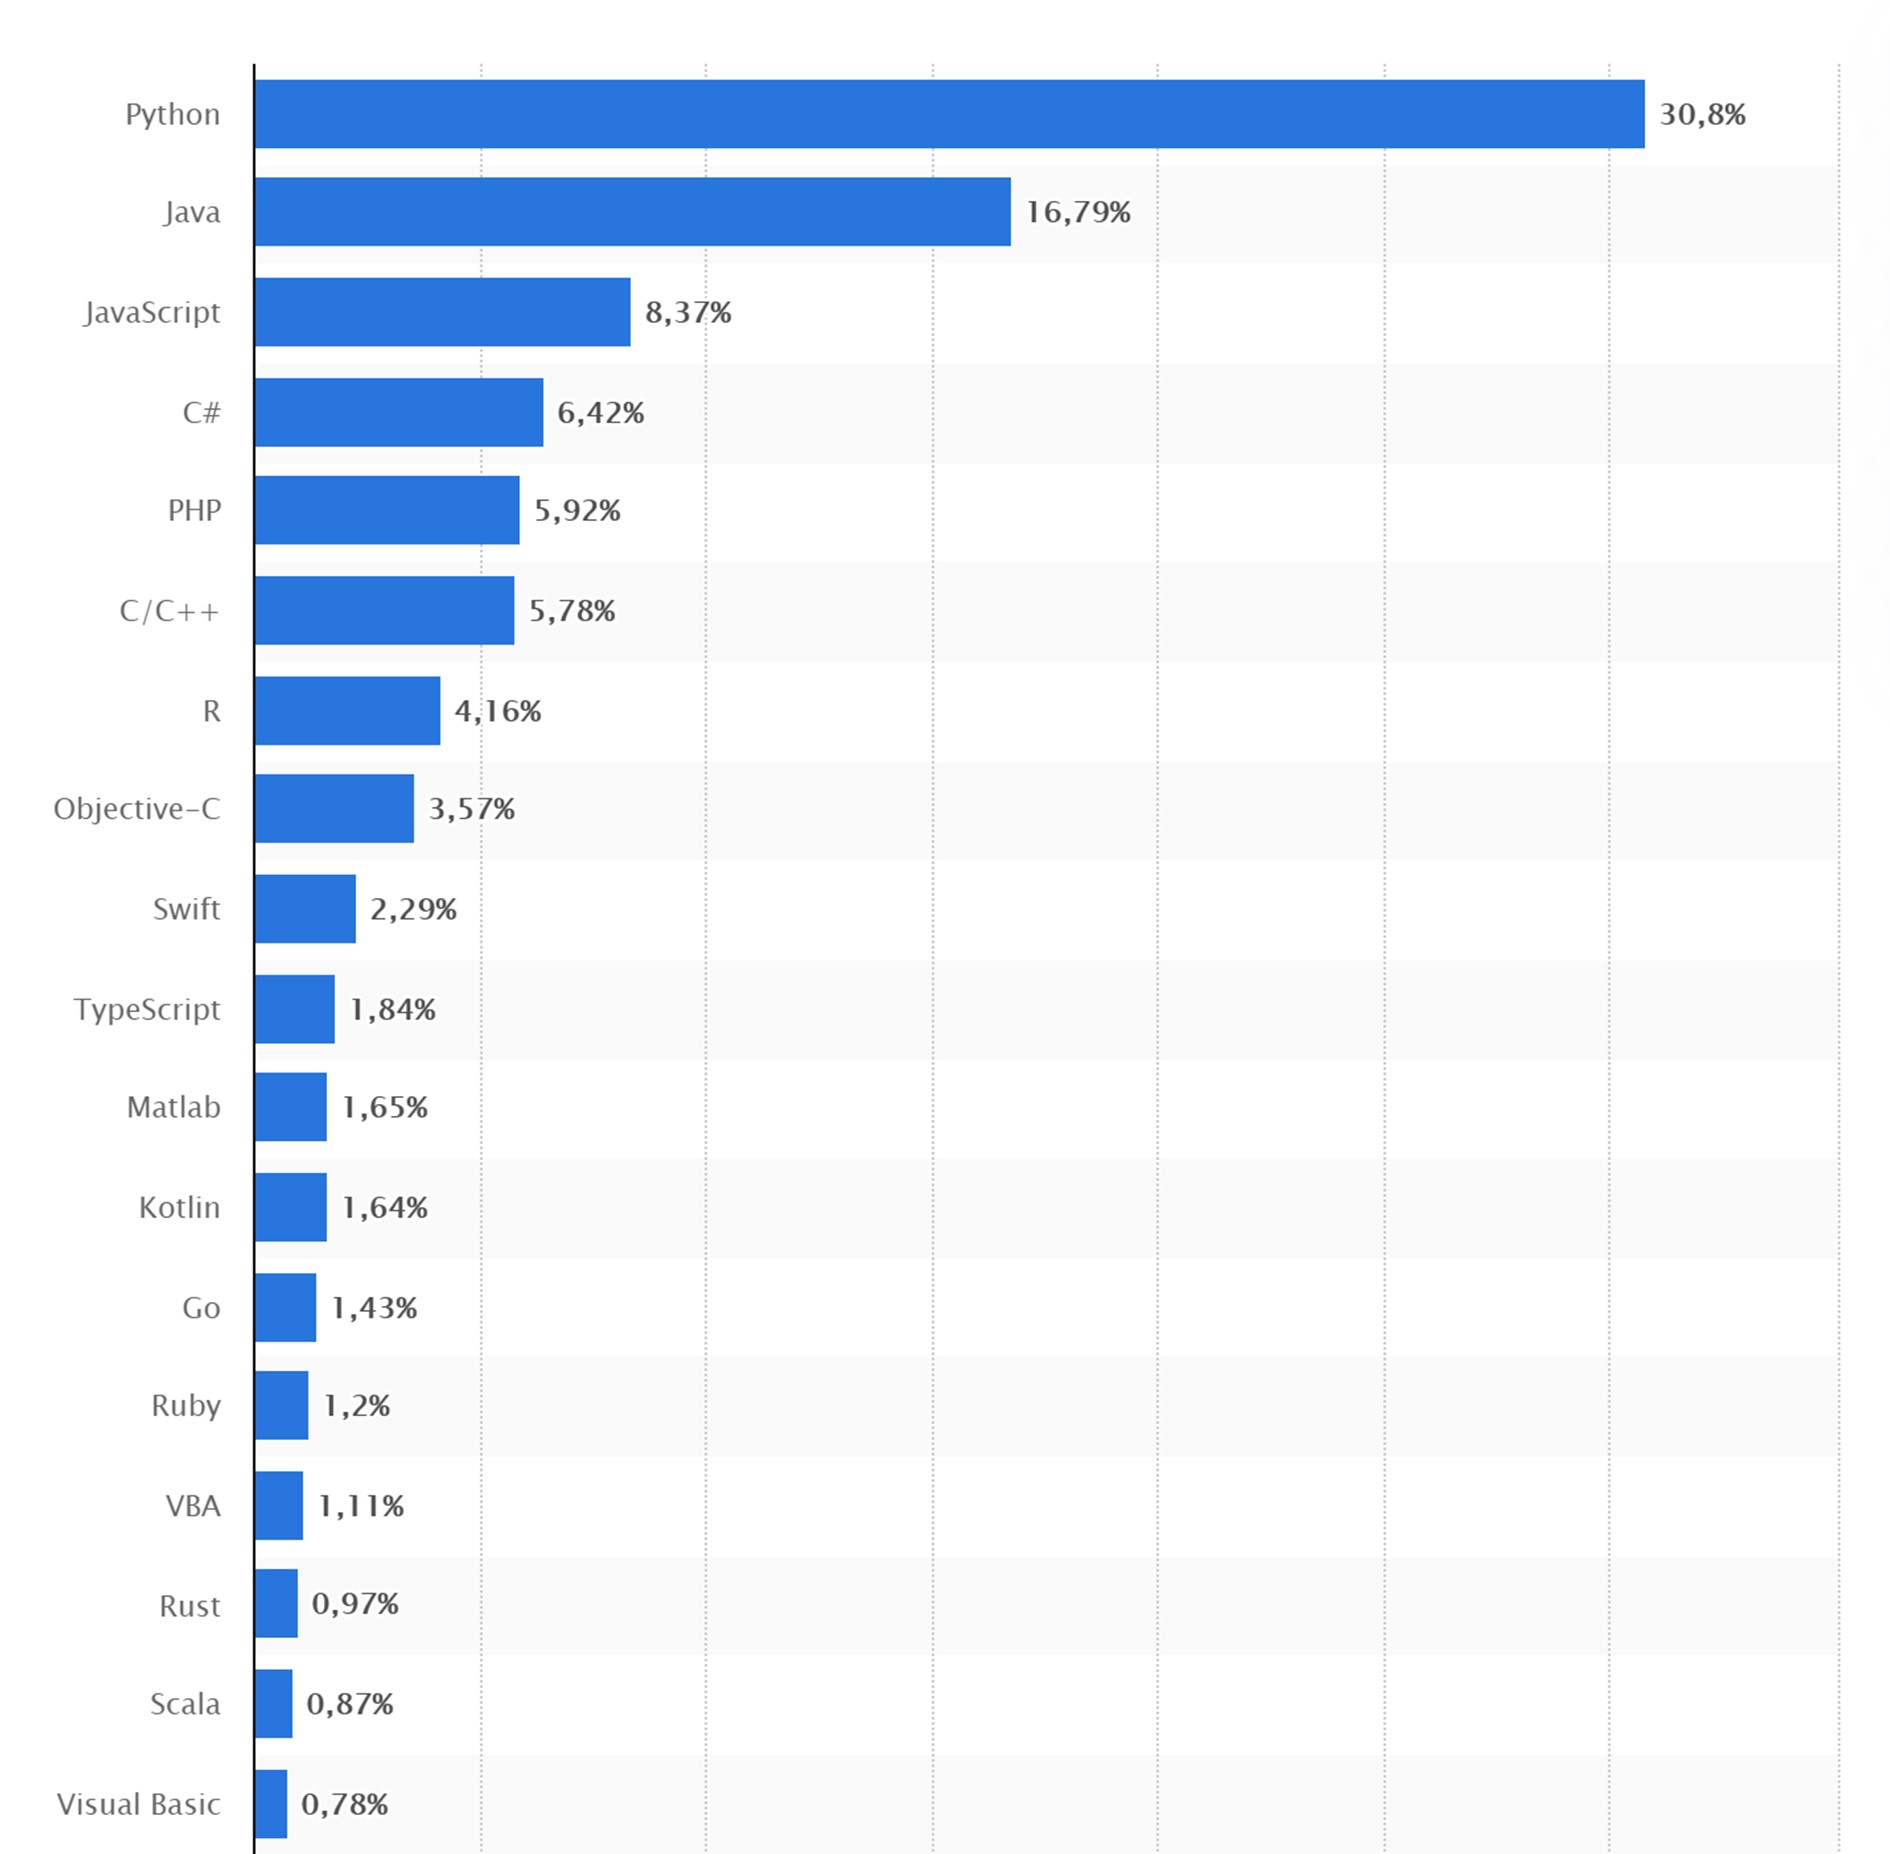 Python 30,8%
Java 16,79%
JavaScript 8,37%
C# 6,42%
PHP 5,92%
C/C++ 5,78%
R 4,16%
Objective-C 3,57%
Swift 2,29%
TypeScript 1,84%
Matlab 1,65%
Kotlin 1,64%
Go 1,43%
Ruby 1,2%
VBA 1,11%
Rust 0,97%
Scala 0,87%
Visual Basic 0,78%